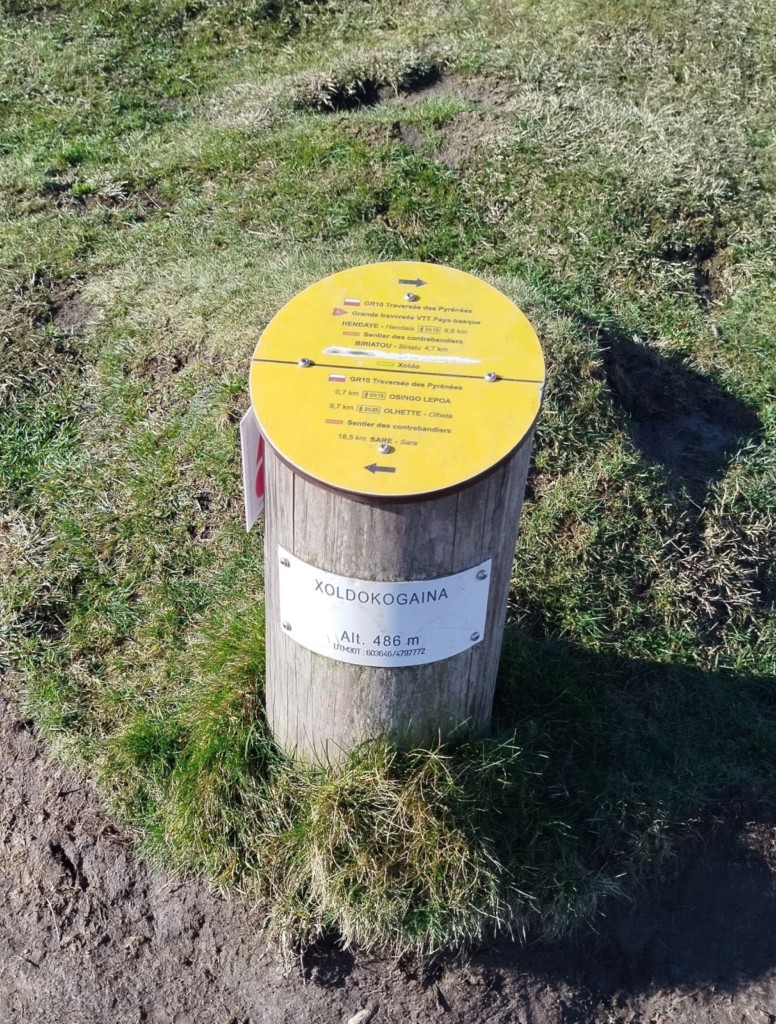 GR10 Traversée des Pyrénées
Grande traversée VTT Pays-basque
HENDAYE - Hendaia 9,9 km
Sentier des contrebandiers
BIRIATOU - Biriatu 4,7 km
Xoldo
GR10 Traversée des Pyrénées
0,7 km 0h15 OSINGO LEPOA
8,7 km OLHETTE - Olheta
Sentier des contrebandiers
18,5 km SARE - Sara
XOLDOKOGAINA
Alt. 486 m
UTM30T : 603646/4797772